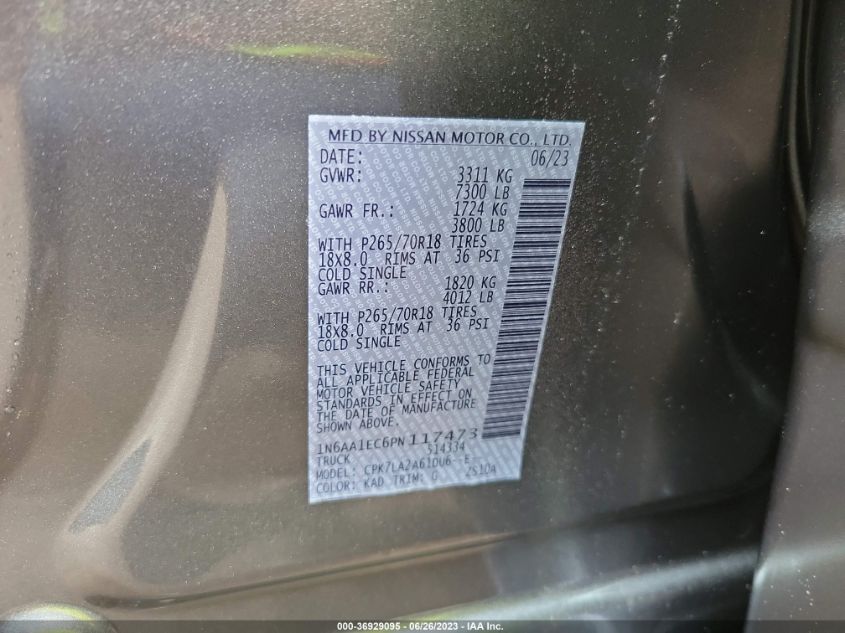 MFD BY NISSAN MOTOR CO., LTD.
DATE: 06/23
GVWR: 3311 KG
7300 LB
GAWR FR.: 1724 KG
3800 LB
WITH P265/70R18 TIRES
18X8.0 RIMS AT 36 PSI
COLD SINGLE
GAWR RR.: 1820 KG
4012 LB
WITH P265/70R18 TIRES
18X8.0 RIMS AT 36 PSI
COLD SINGLE
THIS VEHICLE CONFORMS TO
ALL APPLICABLE FEDERAL
MOTOR VEHICLE SAFETY
STANDARDS IN EFFECT ON
THE DATE OF MANUFACTURE
SHOWN ABOVE.
1N6AA1EC6PN117473
TRUCK 514334
MODEL: CPK7LA2A61DU6--E
COLOR: KAD TRIM: G ZS10A
000-36929095 - 06/26/2023 - IAA Inc.